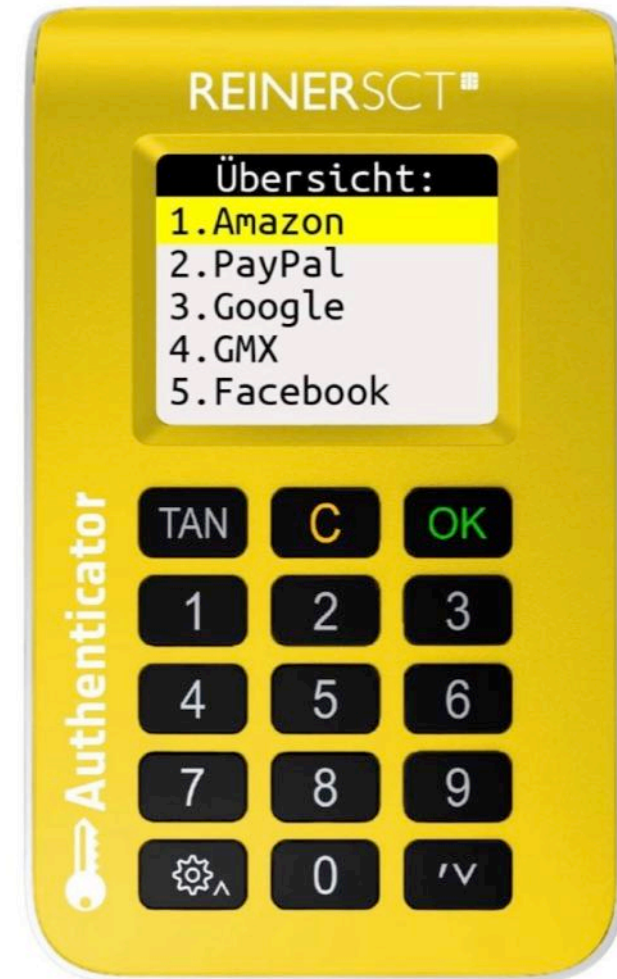 REINERSCT
Übersicht:
1.Amazon
2.PayPal
3.Google
4.GMX
5.Facebook
TAN C OK
1 2 3
4 5 6
7 8 9
^ 0 '˅
Authenticator